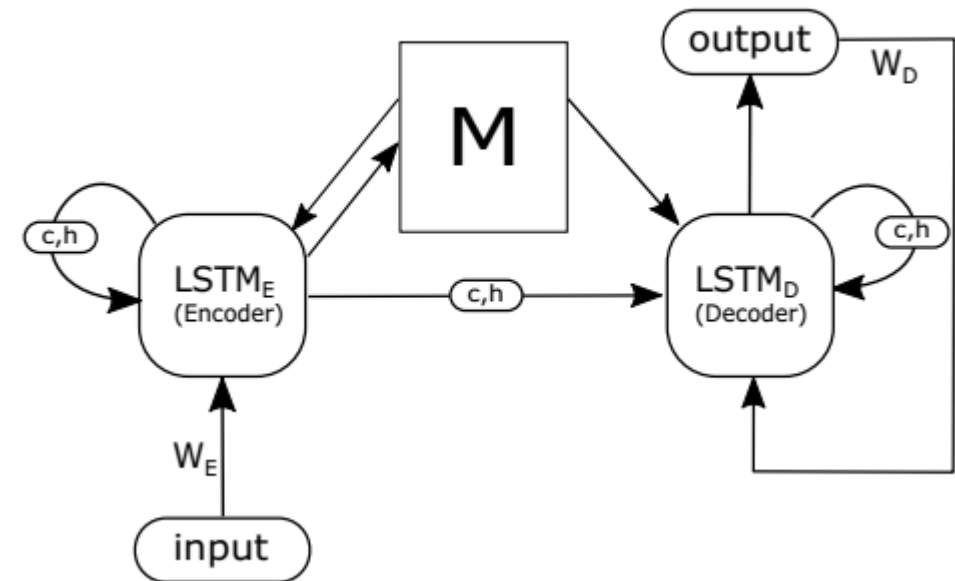 output
W_D
M
c,h
LSTM_E
(Encoder)
c,h
LSTM_D
(Decoder)
c,h
W_E
input